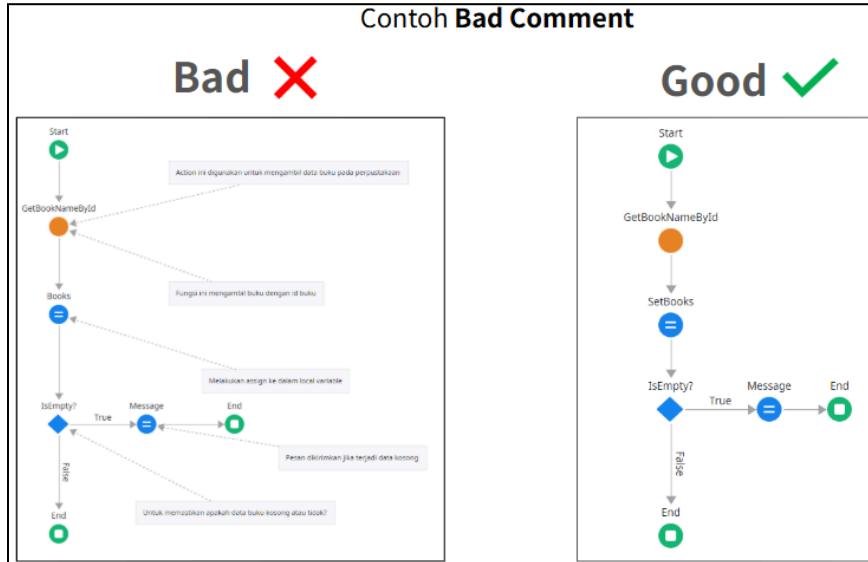 Contoh Bad Comment
Bad
Start
Action ini digunakan untuk mengambil data buku pada perpustakaan
GetBookNameById
Fungsi ini mengambil buku dengan id buku
Books
Melakukan assign ke dalam local variable
IsEmpty?
True
Message
End
Pesan dikirimkan jika terjadi data kosong
False
Untuk memastikan apakah data buku kosong atau tidak?
End
Good
Start
GetBookNameById
SetBooks
IsEmpty?
True
Message
End
False
End